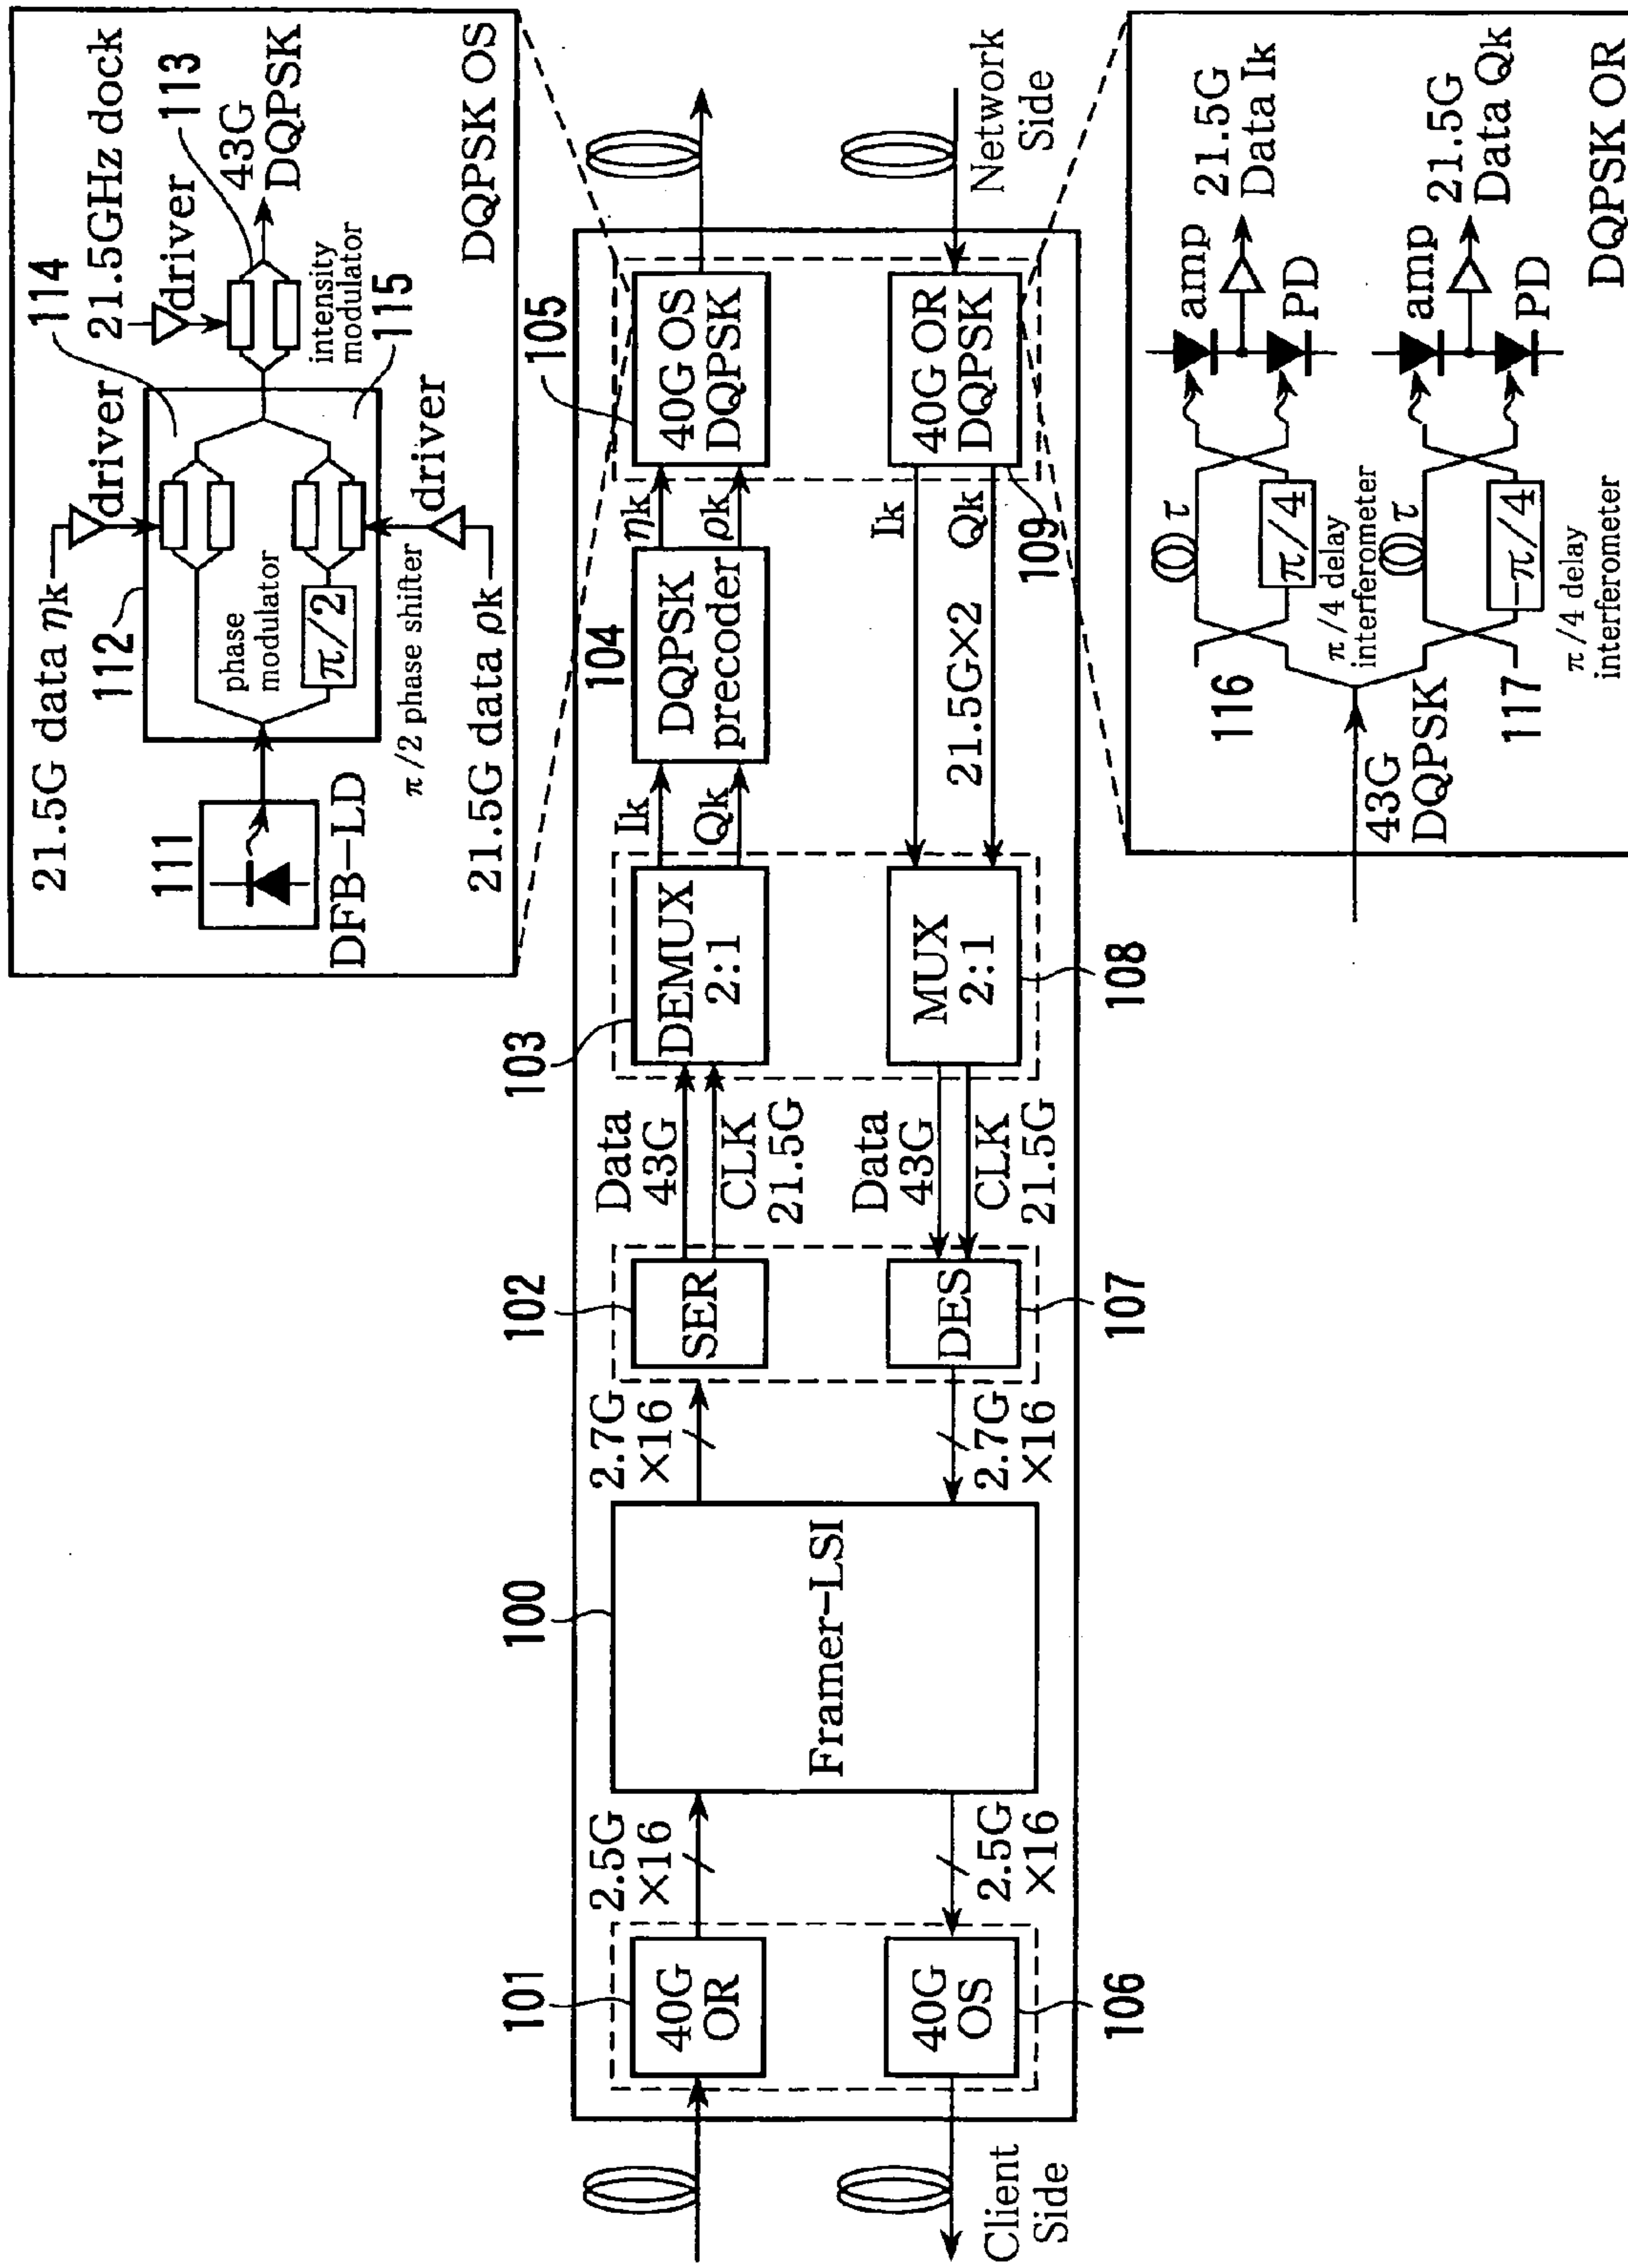 21.5G data ηk
112
114
driver
21.5GHz dock
driver
113
43G
DQPSK
111
DFB-LD
phase
modulator
π/2
intensity
modulator
115
π/2 phase shifter
driver
21.5G data ρk
DQPSK OS
101
40G
OR
2.5G
×16
100
Framer-LSI
2.7G
×16
102
SER
Data
43G
CLK
21.5G
103
DEMUX
2:1
Ik
Qk
104
DQPSK
precoder
ηk
ρk
105
40G OS
DQPSK
Client
Side
106
40G
OS
2.5G
×16
2.7G
×16
107
DES
Data
43G
CLK
21.5G
108
MUX
2:1
Ik
Qk
21.5G×2
109
40G OR
DQPSK
Network
Side
43G
DQPSK
116
τ
π/4
π/4 delay
interferometer
amp
PD
21.5G
Data Ik
117
τ
-π/4
π/4 delay
interferometer
amp
PD
21.5G
Data Qk
DQPSK OR